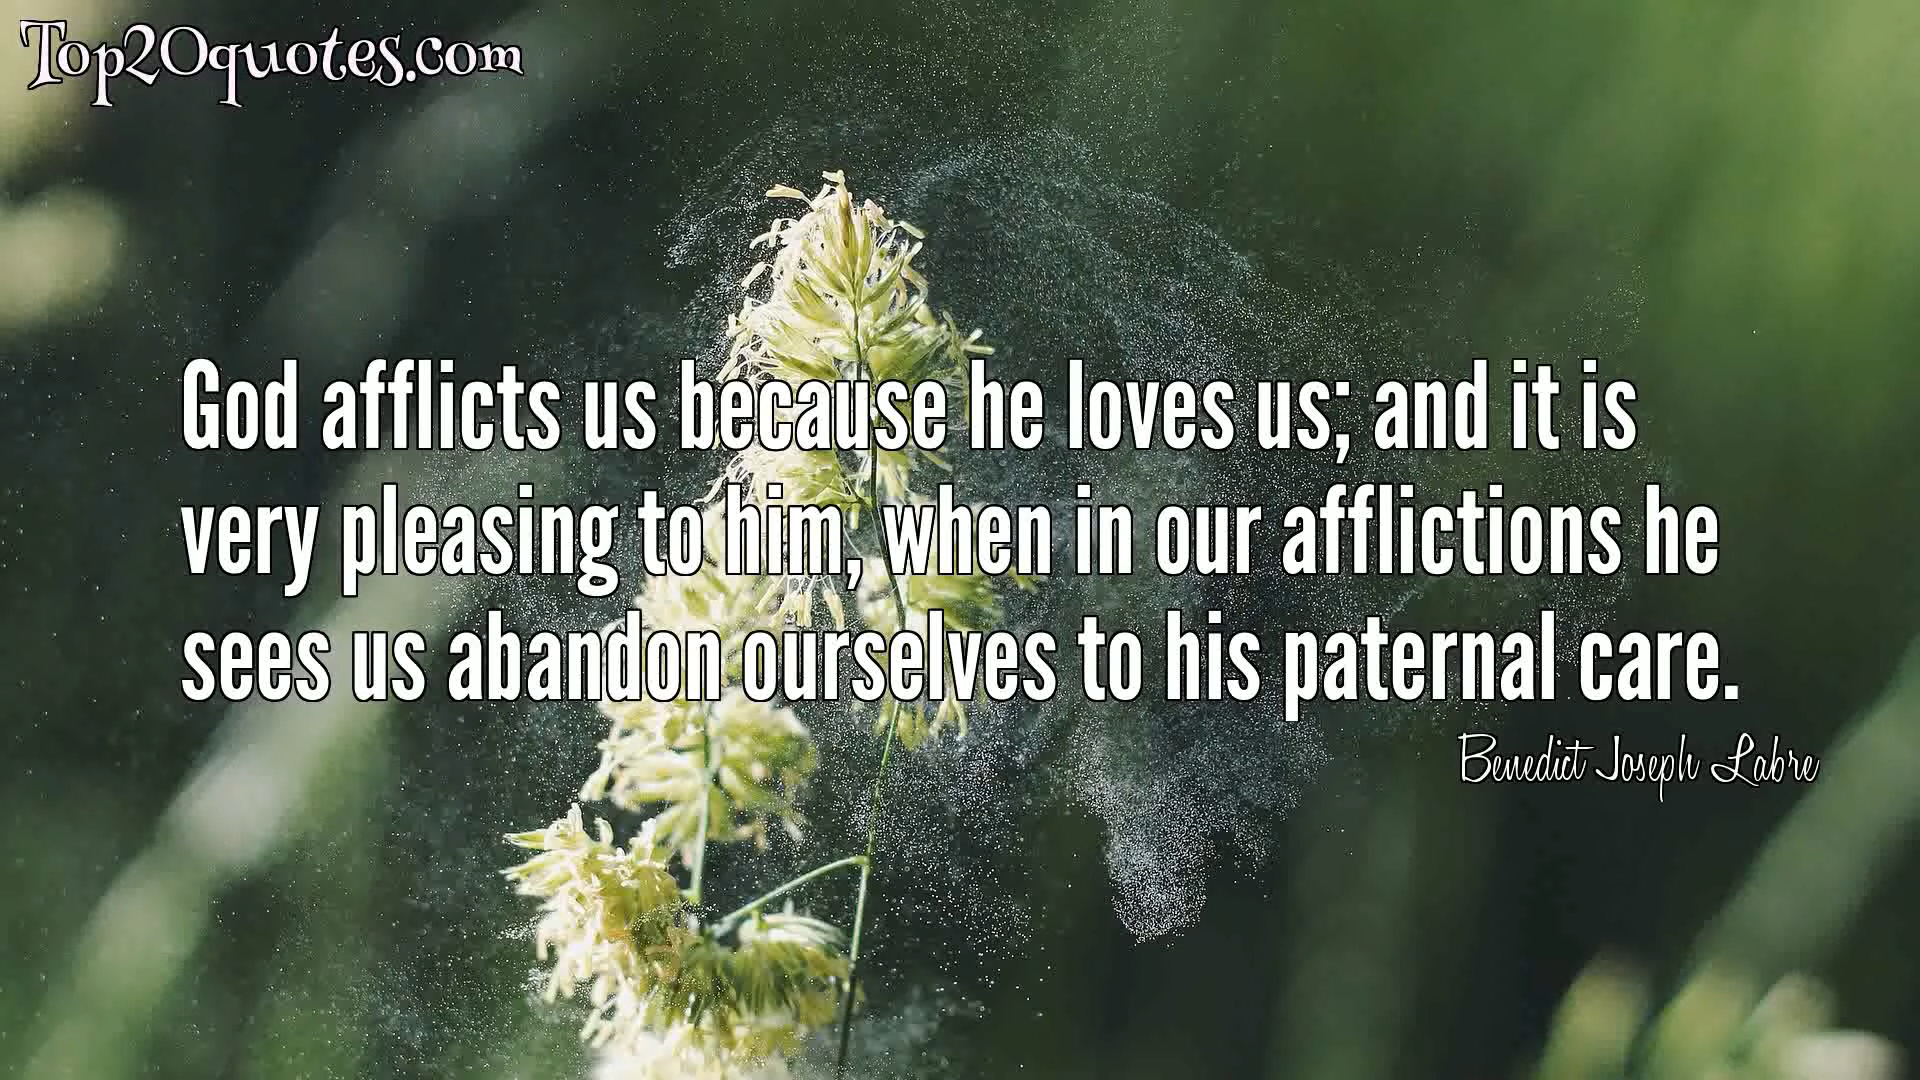 Top20quotes.com
God afflicts us because he loves us; and it is
very pleasing to him, when in our afflictions he
sees us abandon ourselves to his paternal care.
Benedict Joseph Labre